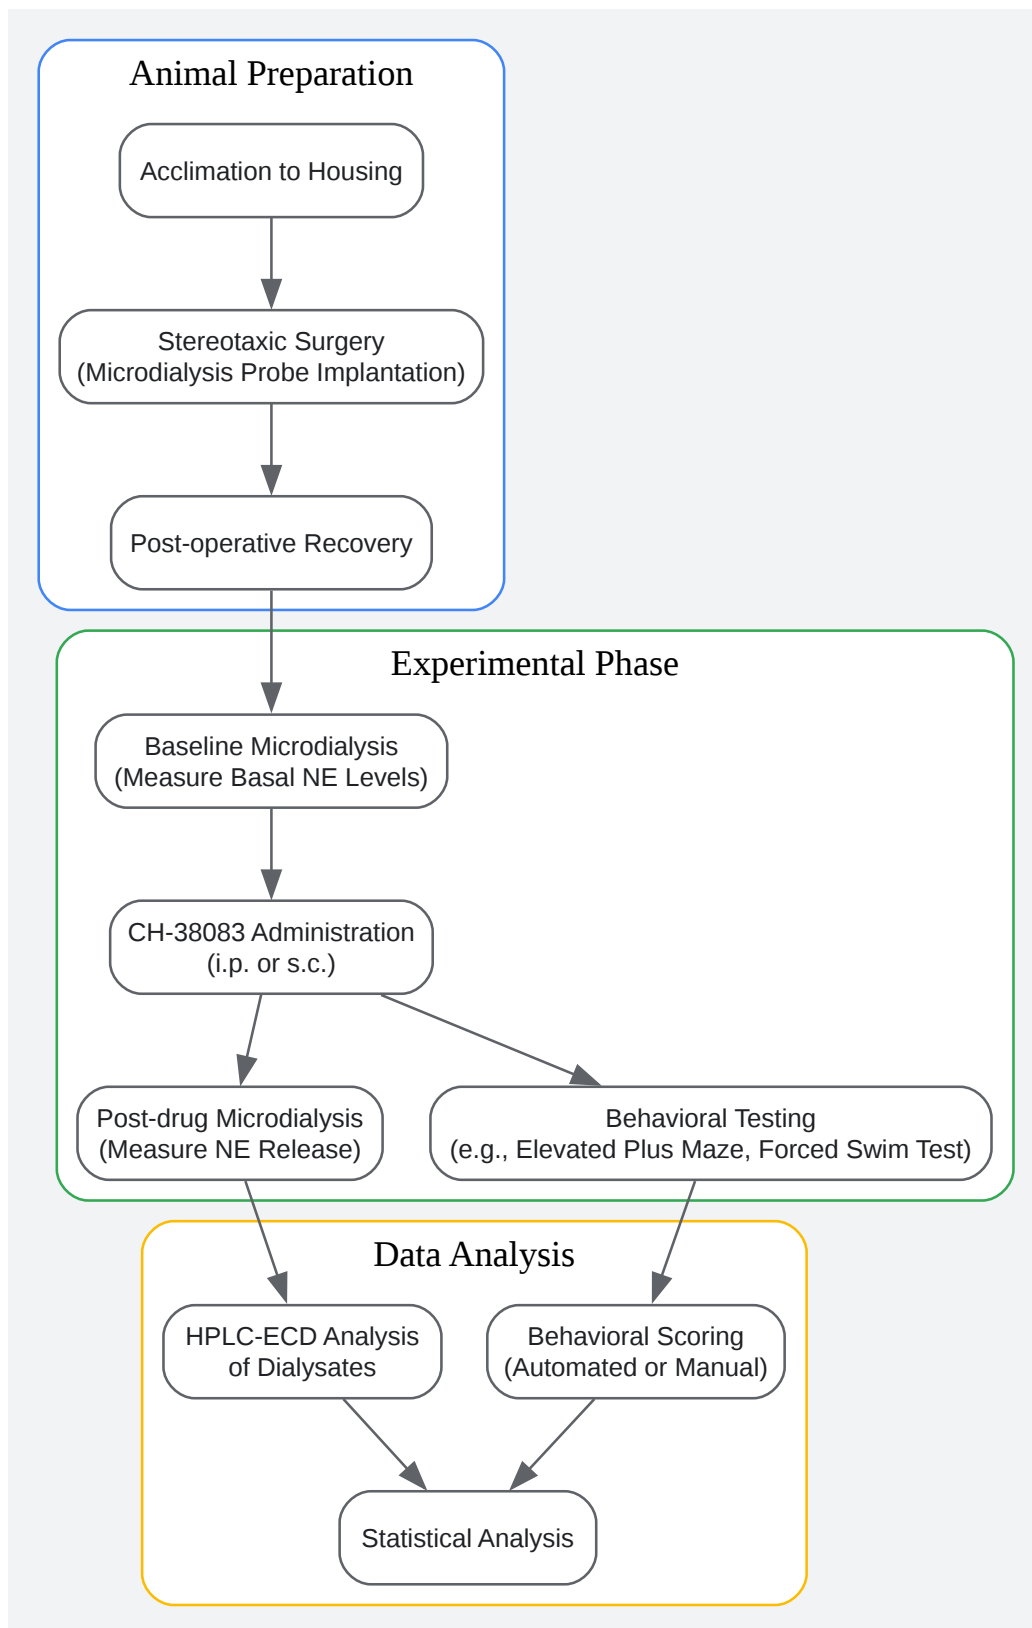 Animal Preparation
Acclimation to Housing
Stereotaxic Surgery
(Microdialysis Probe Implantation)
Post-operative Recovery
Experimental Phase
Baseline Microdialysis
(Measure Basal NE Levels)
CH-38083 Administration
(i.p. or s.c.)
Post-drug Microdialysis
(Measure NE Release)
Behavioral Testing
(e.g., Elevated Plus Maze, Forced Swim Test)
Data Analysis
HPLC-ECD Analysis
of Dialysates
Behavioral Scoring
(Automated or Manual)
Statistical Analysis